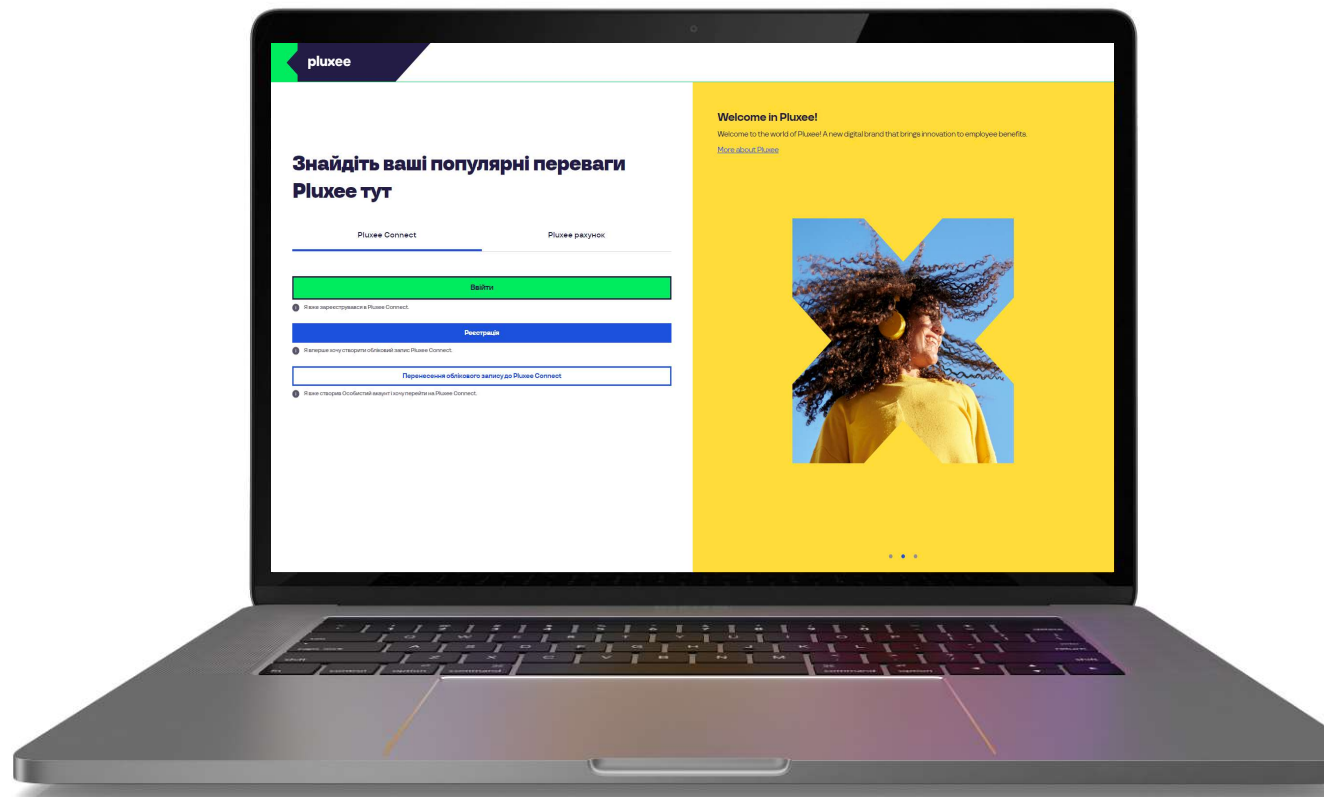 pluxee
Знайдіть ваші популярні переваги
Pluxee тут
Pluxee Connect
Pluxee рахунок
Ввійти
Я вже зареєструвався в Pluxee Connect.
Реєстрація
Я вперше хочу створити обліковий запис Pluxee Connect.
Перенесення облікового запису до Pluxee Connect
Я вже створив Особистий акаунт і хочу перейти на Pluxee Connect.
Welcome in Pluxee!
Welcome to the world of Pluxee! A new digital brand that brings innovation to employee benefits.
More about Pluxee